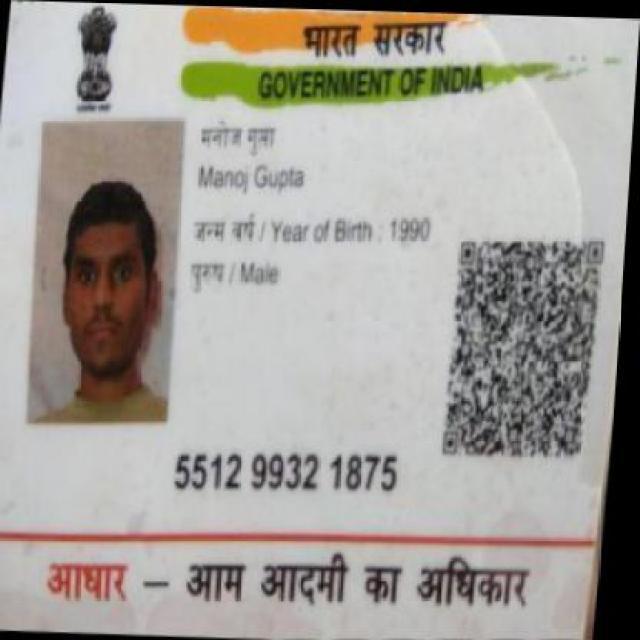 भारत सरकार
GOVERNMENT OF INDIA
मनोज गुप्ता
Manoj Gupta
जन्म वर्ष / Year of Birth : 1990
पुरुष / Male
5512 9932 1875
आधार – आम आदमी का अधिकार